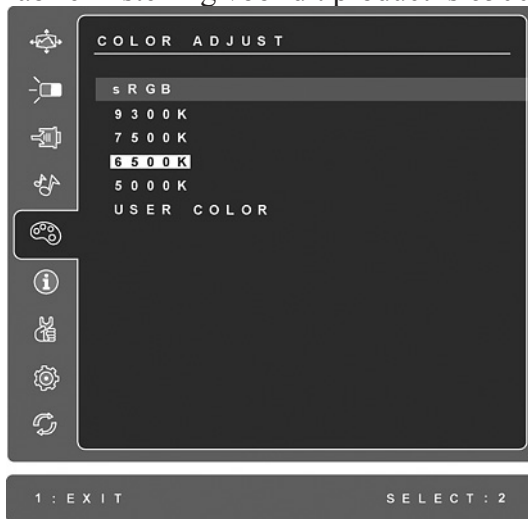 COLOR ADJUST
sRGB
9300K
7500K
6500K
5000K
USER COLOR
1:EXIT SELECT:2